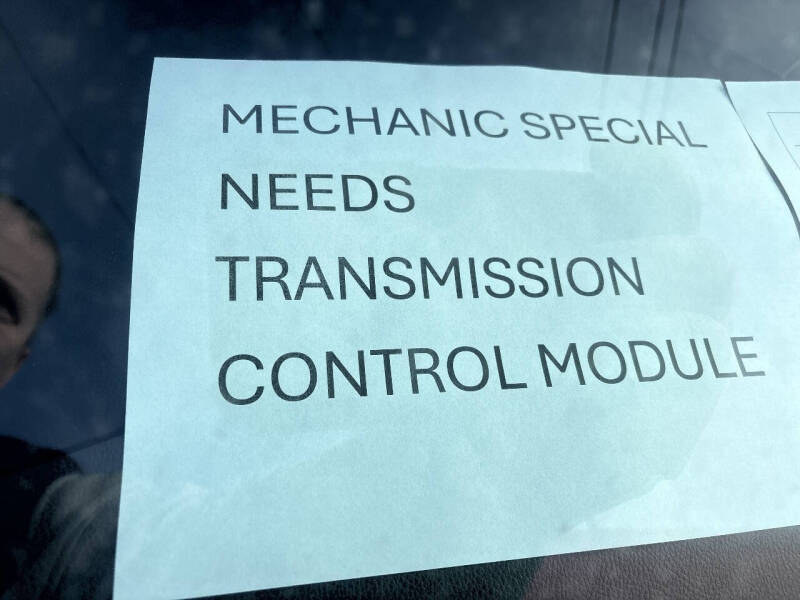 MECHANIC SPECIAL
NEEDS
TRANSMISSION
CONTROL MODULE